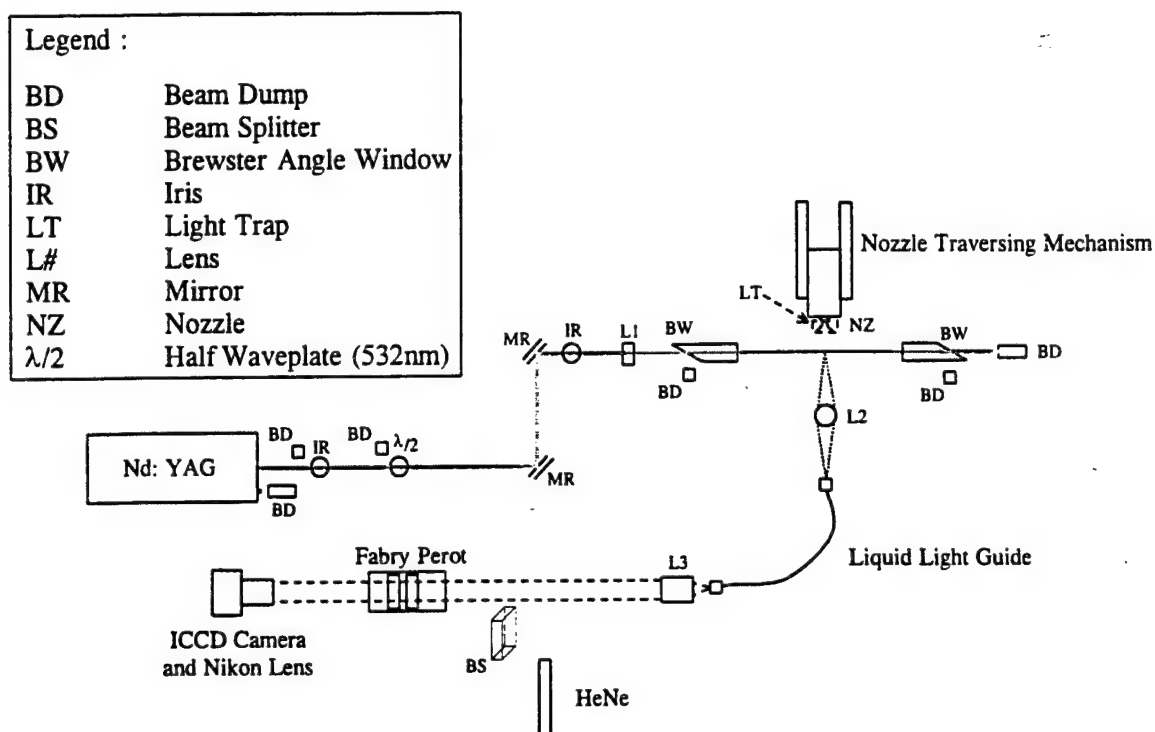 Legend :
BD Beam Dump
BS Beam Splitter
BW Brewster Angle Window
IR Iris
LT Light Trap
L# Lens
MR Mirror
NZ Nozzle
λ/2 Half Waveplate (532nm)
Nozzle Traversing Mechanism
LT
NZ
MR
IR
L1
BW
BW
BD
BD
BD
L2
BD
IR
BD
λ/2
Nd: YAG
MR
BD
Liquid Light Guide
Fabry Perot
L3
ICCD Camera
and Nikon Lens
BS
HeNe